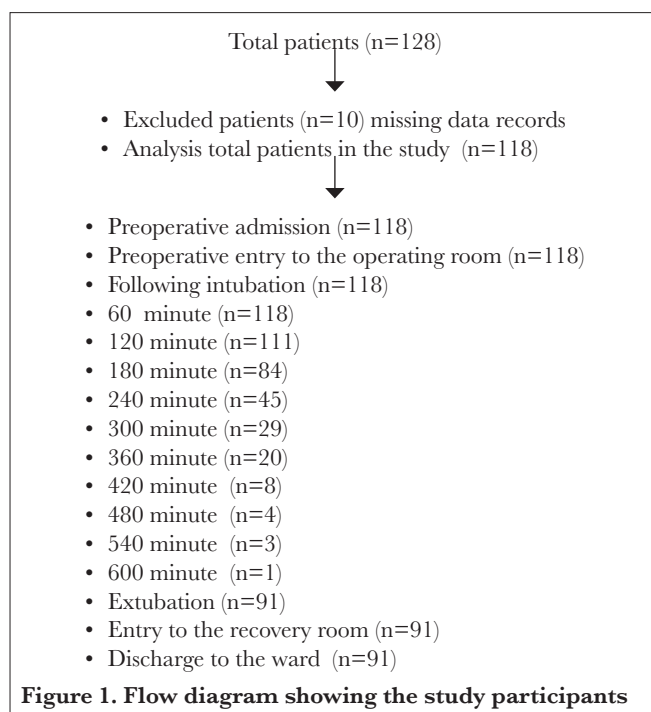 Total patients (n=128)
• Excluded patients (n=10) missing data records
• Analysis total patients in the study (n=118)
• Preoperative admission (n=118)
• Preoperative entry to the operating room (n=118)
• Following intubation (n=118)
• 60 minute (n=118)
• 120 minute (n=111)
• 180 minute (n=84)
• 240 minute (n=45)
• 300 minute (n=29)
• 360 minute (n=20)
• 420 minute (n=8)
• 480 minute (n=4)
• 540 minute (n=3)
• 600 minute (n=1)
• Extubation (n=91)
• Entry to the recovery room (n=91)
• Discharge to the ward (n=91)
Figure 1. Flow diagram showing the study participants